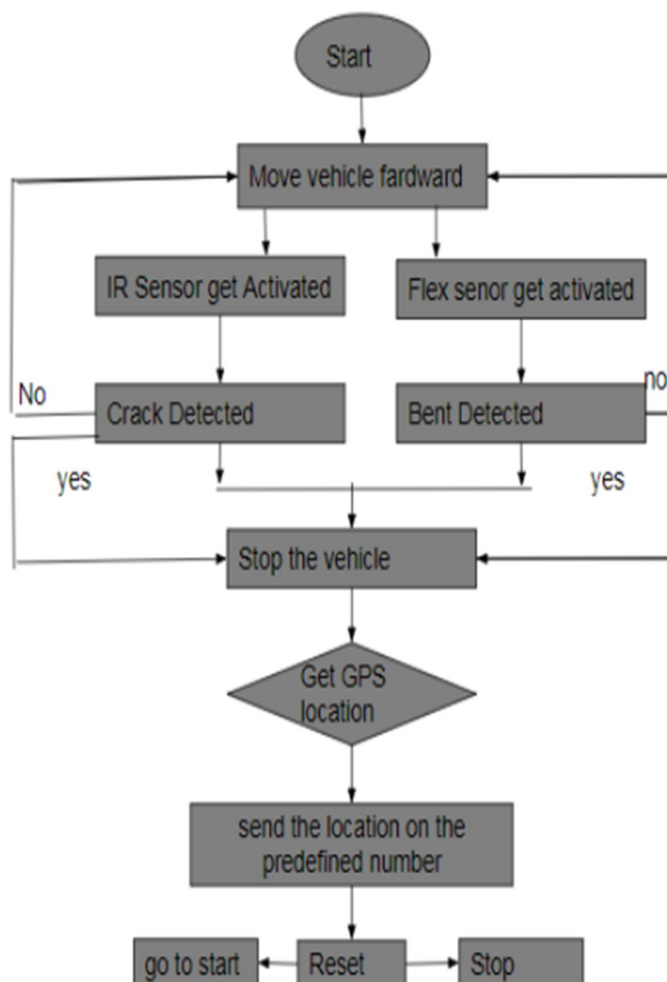 Start
Move vehicle fardward
IR Sensor get Activated
Flex senor get activated
No
Crack Detected
Bent Detected
no
yes
yes
Stop the vehicle
Get GPS
location
send the location on the
predefined number
go to start
Reset
Stop